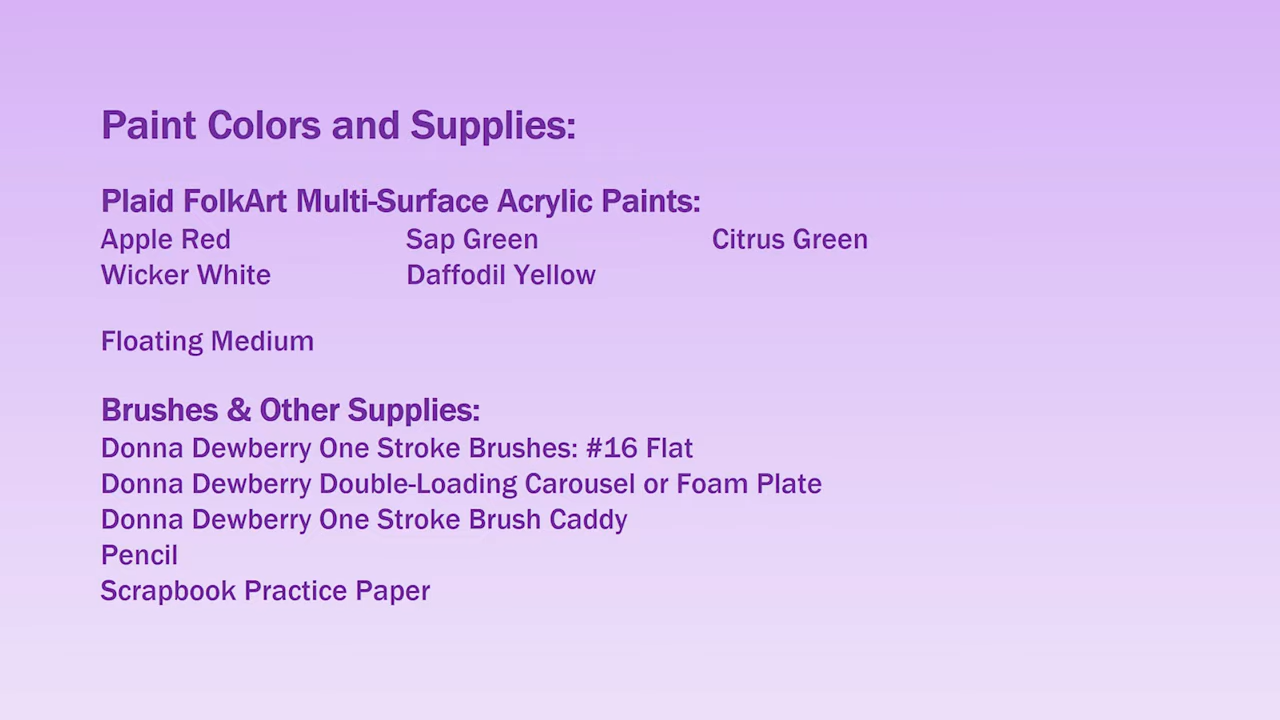 Paint Colors and Supplies:
Plaid FolkArt Multi-Surface Acrylic Paints:
Apple Red Sap Green Citrus Green
Wicker White Daffodil Yellow
Floating Medium
Brushes & Other Supplies:
Donna Dewberry One Stroke Brushes: #16 Flat
Donna Dewberry Double-Loading Carousel or Foam Plate
Donna Dewberry One Stroke Brush Caddy
Pencil
Scrapbook Practice Paper